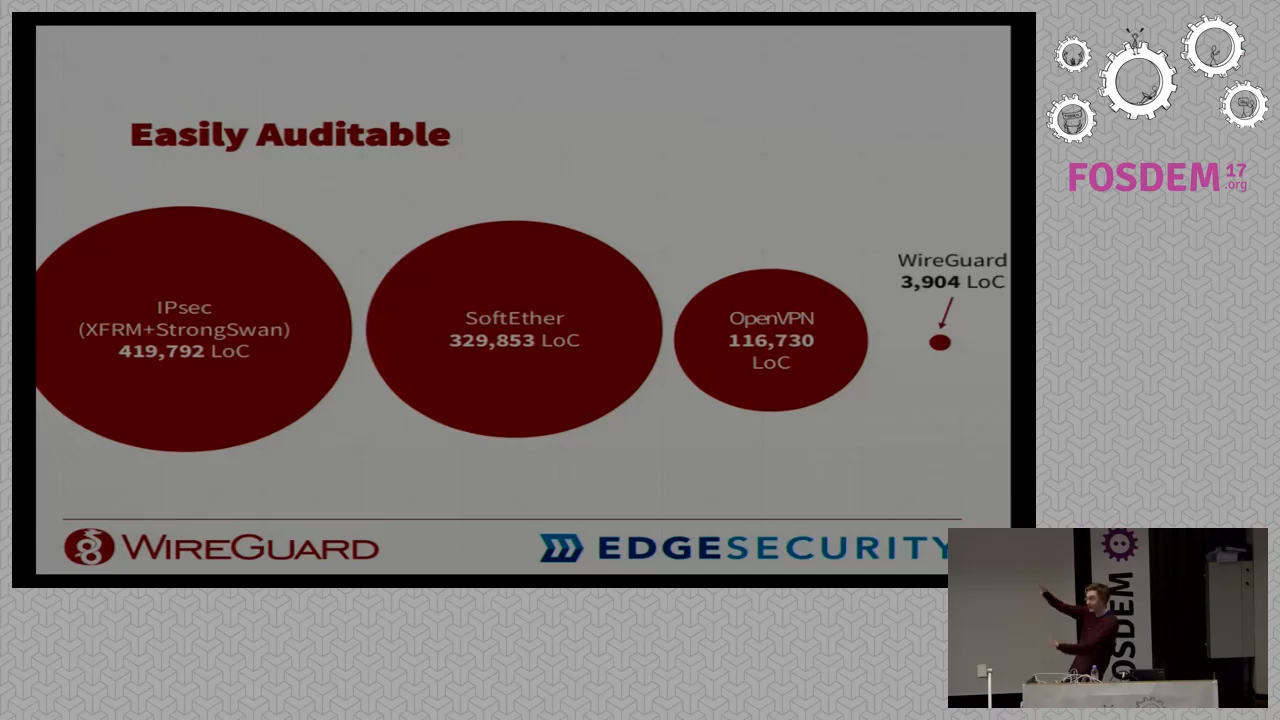 Easily Auditable
IPsec
(XFRM+StrongSwan)
419,792 LoC
SoftEther
329,853 LoC
OpenVPN
116,730
LoC
WireGuard
3,904 LoC
WIREGUARD
EDGESECURITY
FOSDEM 17
.org
OSDEM